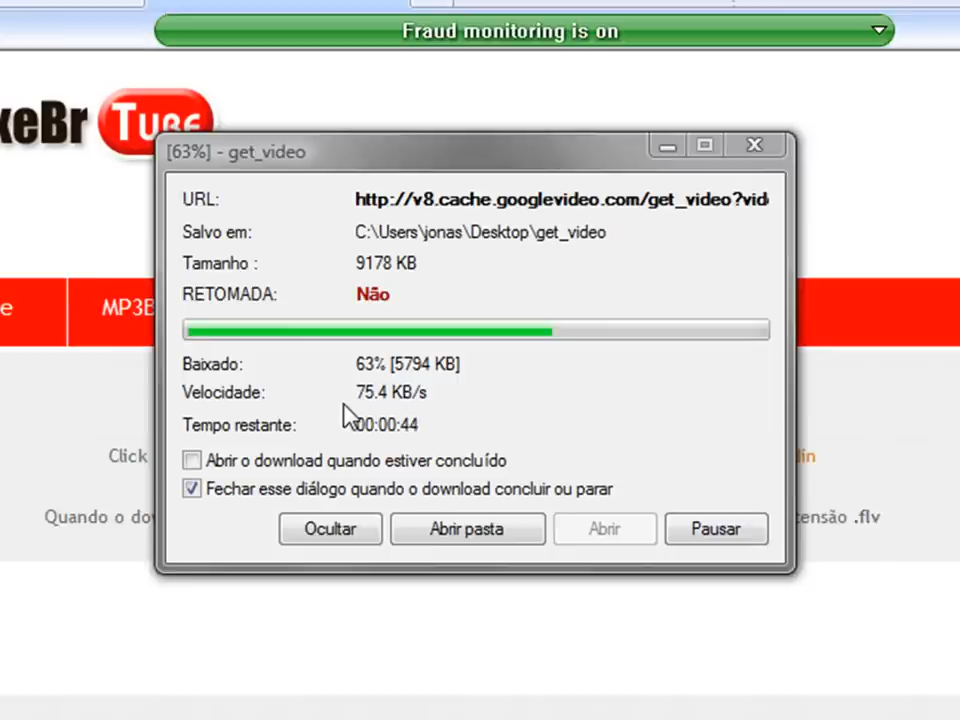 Fraud monitoring is on
keBr TUBE
[63%] - get_video
URL: http://v8.cache.googlevideo.com/get_video?vid
Salvo em: C:\Users\jonas\Desktop\get_video
Tamanho : 9178 KB
RETOMADA: Não
e MP3B
Baixado: 63% [5794 KB]
Velocidade: 75.4 KB/s
Tempo restante: 00:00:44
Click
Abrir o download quando estiver concluído
Fechar esse diálogo quando o download concluir ou parar
Quando o do
tensão .flv
Ocultar Abrir pasta Abrir Pausar